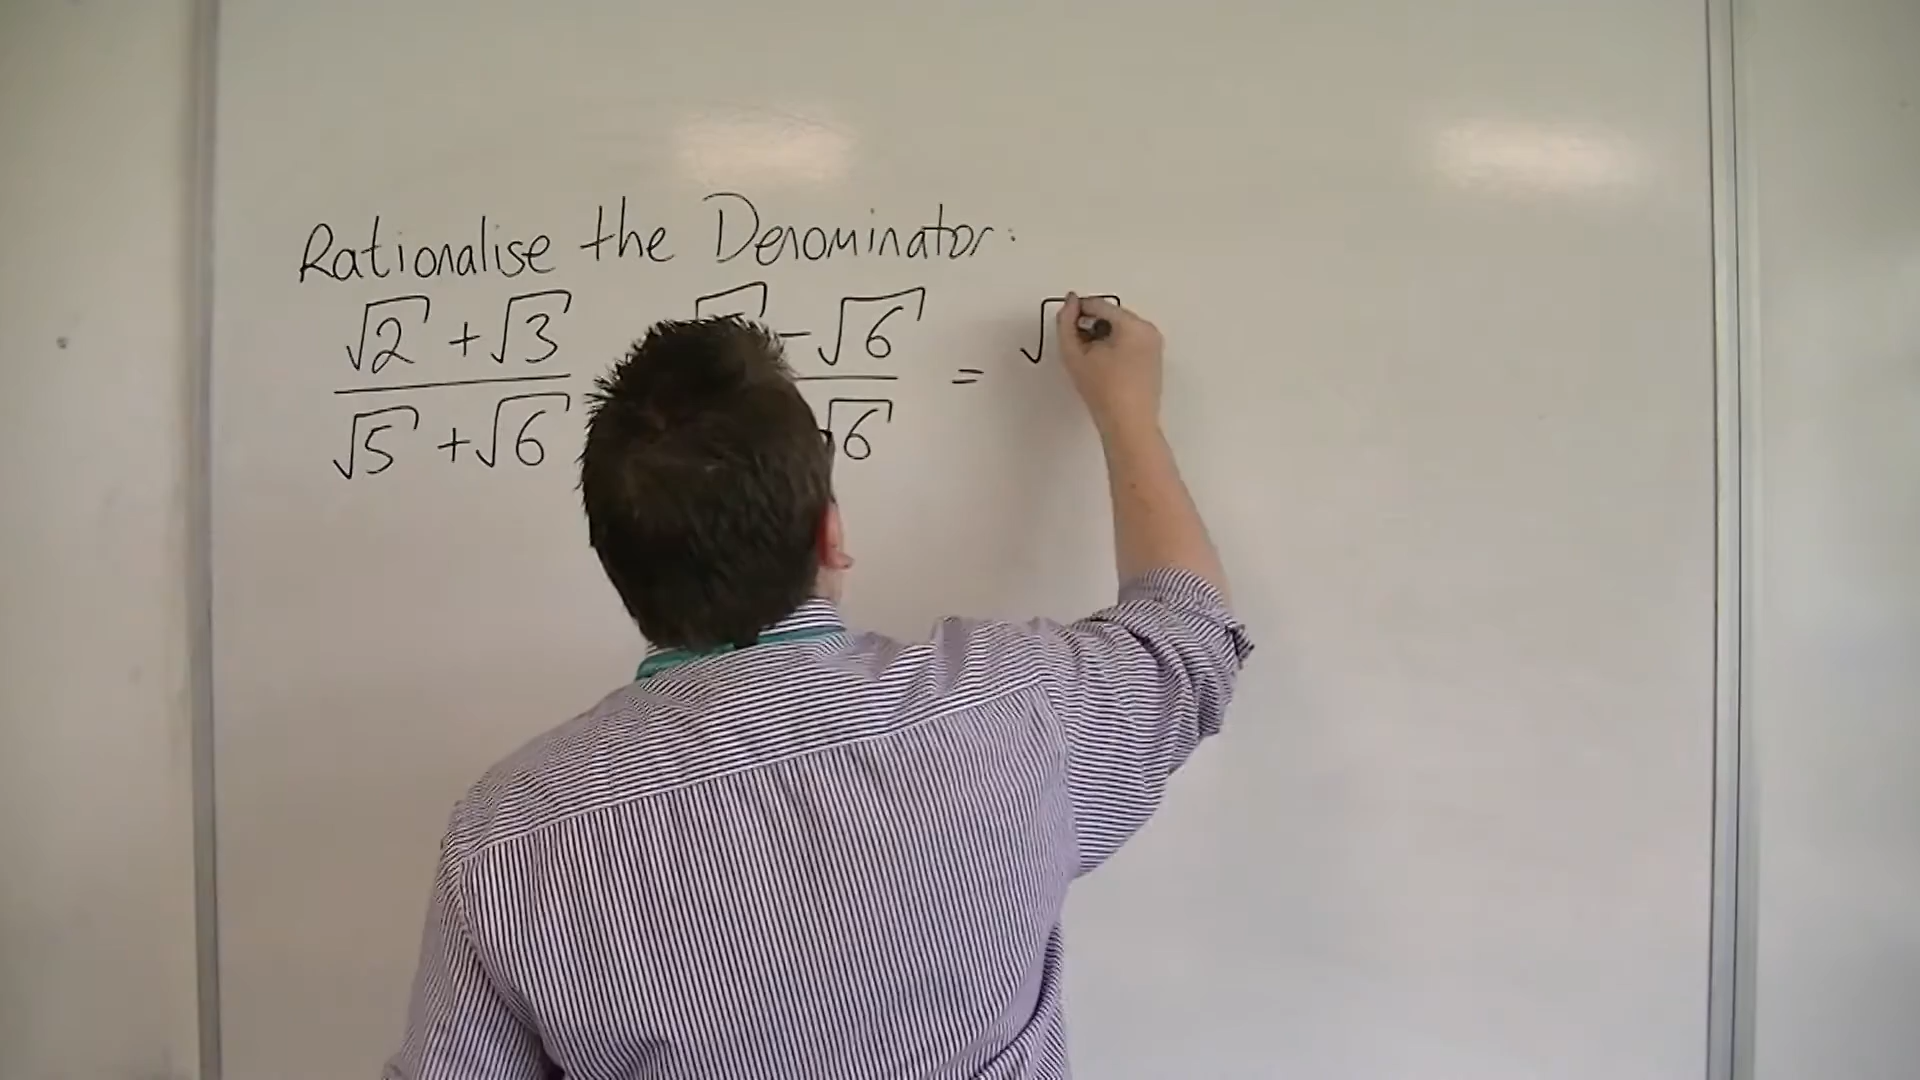 Rationalise the Denominator:
√2 + √3 − √6 = √
√5 + √6 √6